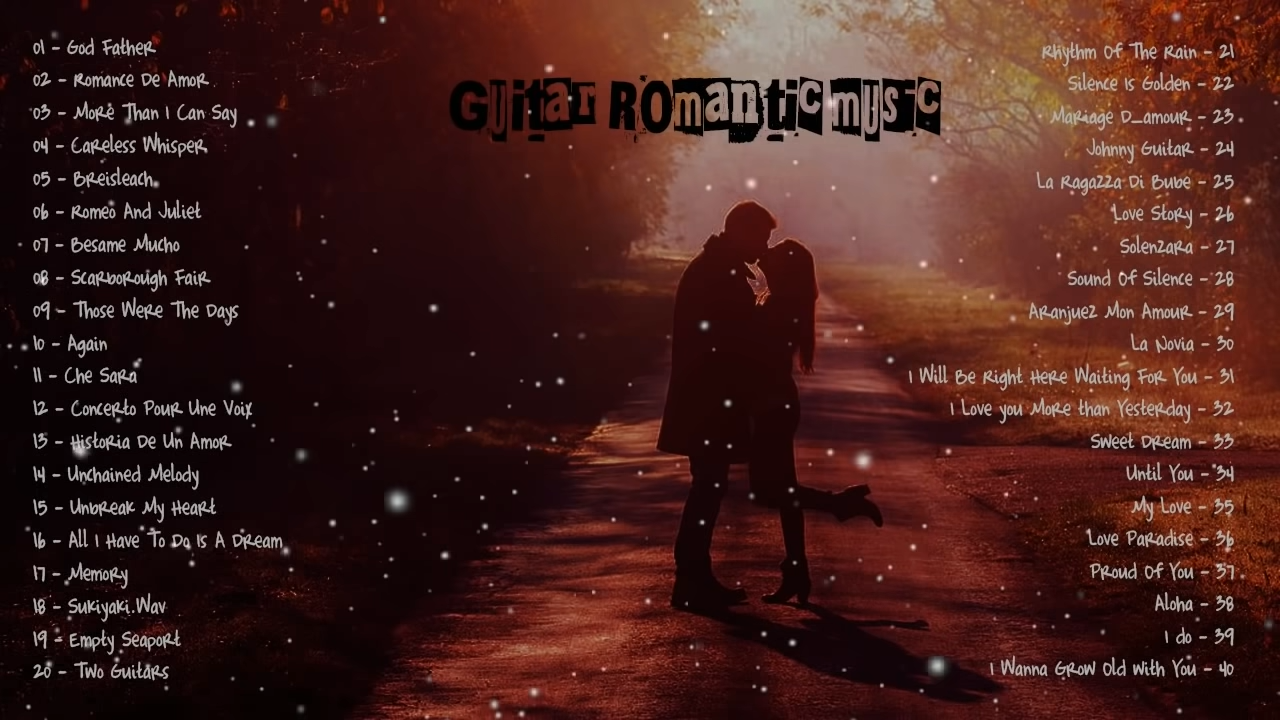 Guitar Romantic music
01 - God Father
02 - Romance De Amor
03 - More Than I Can Say
04 - Careless Whisper
05 - Breisleach
06 - Romeo And Juliet
07 - Besame Mucho
08 - Scarborough Fair
09 - Those Were The Days
10 - Again
11 - Che Sara
12 - Concerto Pour Une Voix
13 - Historia De Un Amor
14 - Unchained Melody
15 - Unbreak My Heart
16 - All I Have To Do Is A Dream
17 - Memory
18 - Sukiyaki.Wav
19 - Empty Seaport
20 - Two Guitars
Rhythm Of The Rain - 21
Silence Is Golden - 22
Mariage D_amour - 23
Johnny Guitar - 24
La Ragazza Di Bube - 25
Love Story - 26
Solenzara - 27
Sound Of Silence - 28
Aranjuez Mon Amour - 29
La Novia - 30
I Will Be Right Here Waiting For You - 31
I Love you More than Yesterday - 32
Sweet Dream - 33
Until You - 34
My Love - 35
Love Paradise - 36
Proud Of You - 37
Aloha - 38
I do - 39
I Wanna Grow Old With You - 40